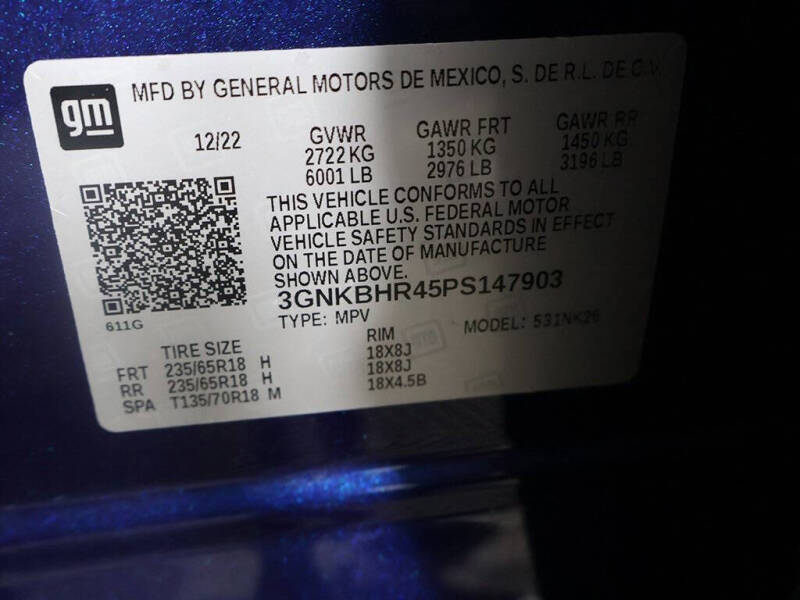 gm
MFD BY GENERAL MOTORS DE MEXICO, S. DE R.L. DE C.V.
12/22
GVWR GAWR FRT GAWR RR
2722 KG 1350 KG 1450 KG
6001 LB 2976 LB 3196 LB
THIS VEHICLE CONFORMS TO ALL
APPLICABLE U.S. FEDERAL MOTOR
VEHICLE SAFETY STANDARDS IN EFFECT
ON THE DATE OF MANUFACTURE
SHOWN ABOVE.
3GNKBHR45PS147903
611G
TYPE: MPV MODEL: 531NK26
TIRE SIZE RIM
FRT 235/65R18 H 18X8J
RR 235/65R18 H 18X8J
SPA T135/70R18 M 18X4.5B